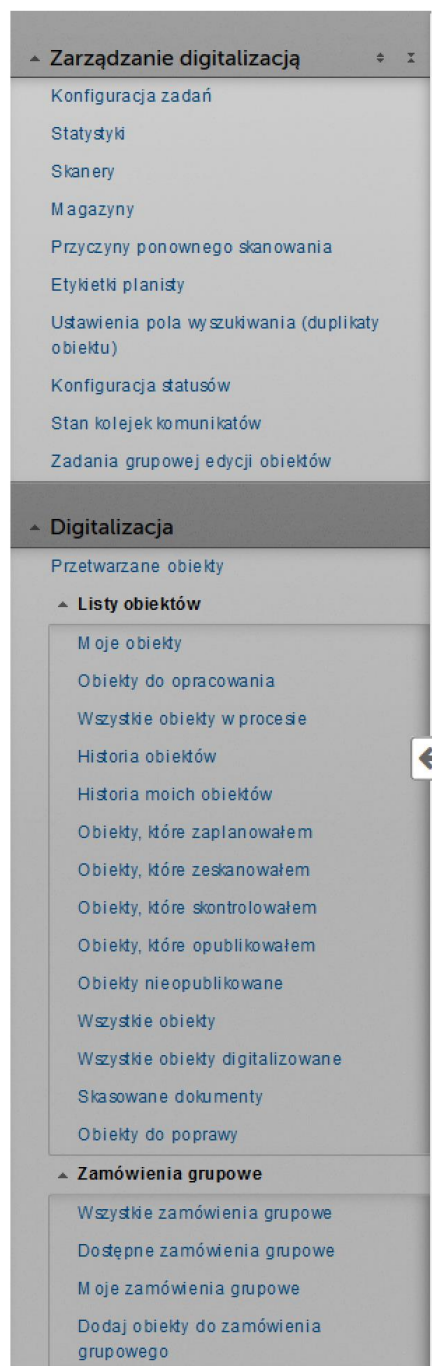 Zarządzanie digitalizacją
Konfiguracja zadań
Statystyki
Skanery
Magazyny
Przyczyny ponownego skanowania
Etykietki planisty
Ustawienia pola wyszukiwania (duplikaty
obiektu)
Konfiguracja statusów
Stan kolejek komunikatów
Zadania grupowej edycji obiektów
Digitalizacja
Przetwarzane obiekty
Listy obiektów
Moje obiekty
Obiekty do opracowania
Wszystkie obiekty w procesie
Historia obiektów
Historia moich obiektów
Obiekty, które zaplanowałem
Obiekty, które zeskanowałem
Obiekty, które skontrolowałem
Obiekty, które opublikowałem
Obiekty nieopublikowane
Wszystkie obiekty
Wszystkie obiekty digitalizowane
Skasowane dokumenty
Obiekty do poprawy
Zamówienia grupowe
Wszystkie zamówienia grupowe
Dostępne zamówienia grupowe
Moje zamówienia grupowe
Dodaj obiekty do zamówienia
grupowego